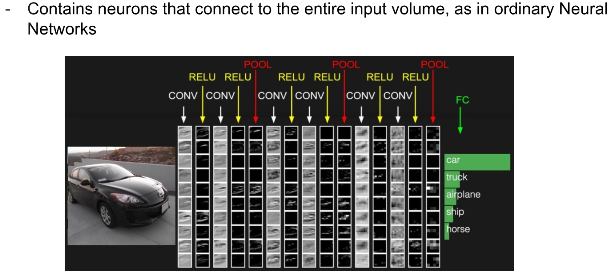 - Contains neurons that connect to the entire input volume, as in ordinary Neural
Networks
POOL POOL POOL
RELU RELU RELU RELU RELU RELU
CONV CONV CONV CONV CONV CONV
FC
car
truck
airplane
ship
horse